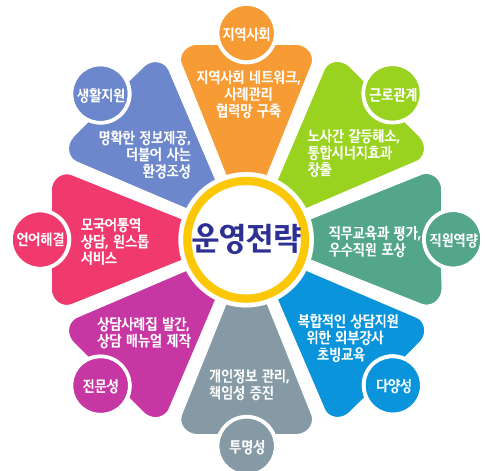 지역사회
지역사회 네트워크,
사례관리
협력망 구축
근로관계
노사간 갈등해소,
통합시너지효과
창출
직원역량
직무교육과 평가,
우수직원 포상
다양성
복합적인 상담지원
위한 외부강사
초빙교육
투명성
개인정보 관리,
책임성 증진
전문성
상담사례집 발간,
상담 매뉴얼 제작
언어해결
모국어통역
상담, 원스톱
서비스
생활지원
명확한 정보제공,
더불어 사는
환경조성
운영전략